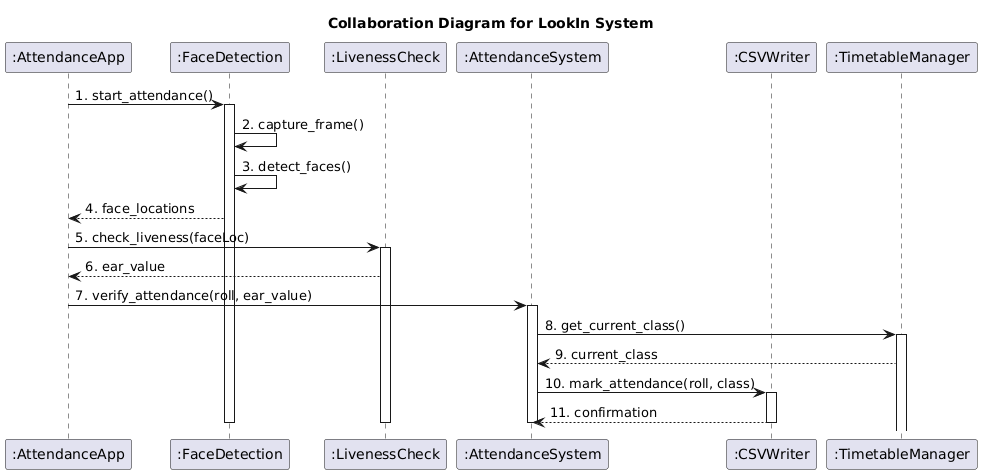 Collaboration Diagram for LookIn System
:AttendanceApp :FaceDetection :LivenessCheck :AttendanceSystem :CSVWriter :TimetableManager
1. start_attendance()
2. capture_frame()
3. detect_faces()
4. face_locations
5. check_liveness(faceLoc)
6. ear_value
7. verify_attendance(roll, ear_value)
8. get_current_class()
9. current_class
10. mark_attendance(roll, class)
11. confirmation
:AttendanceApp :FaceDetection :LivenessCheck :AttendanceSystem :CSVWriter :TimetableManager